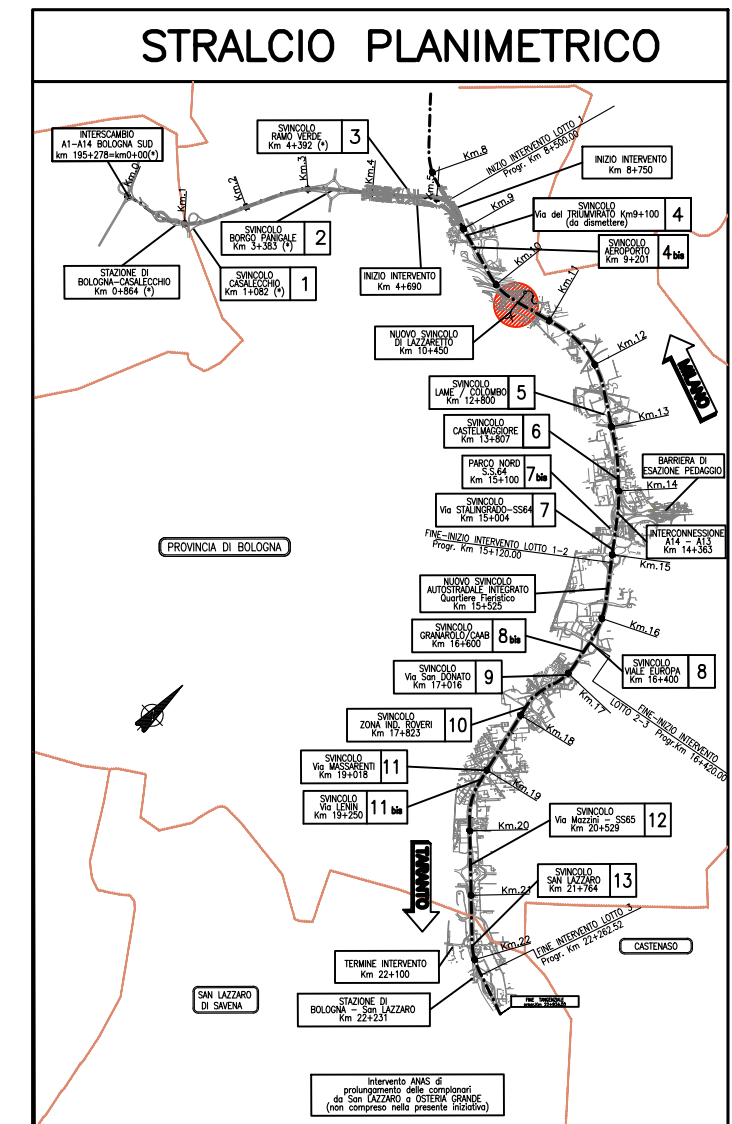 STRALCIO PLANIMETRICO
INTERSCAMBIO
A1-A14 BOLOGNA SUD
km 195+278=km0+00(*)
SVINCOLO
RAMO VERDE
Km 4+392 (*)
3
Km.8
INIZIO INTERVENTO LOTTO 1
Progr. Km 8+500.00
INIZIO INTERVENTO
Km 8+750
Km.0
Km.1
Km.2
Km.3
Km.4
Km.5
Km.9
SVINCOLO
Via del TRIUMVIRATO Km9+100
(da dismettere)
4
SVINCOLO
BORGO PANIGALE
Km 3+383 (*)
2
SVINCOLO
AEROPORTO
Km 9+201
4bis
STAZIONE DI
BOLOGNA-CASALECCHIO
Km 0+864 (*)
SVINCOLO
CASALECCHIO
Km 1+082 (*)
1
INIZIO INTERVENTO
Km 4+690
Km.10
Km.11
NUOVO SVINCOLO
DI LAZZARETTO
Km 10+450
Km.12
MILANO
SVINCOLO
LAME / COLOMBO
Km 12+800
5
Km.13
SVINCOLO
CASTELMAGGIORE
Km 13+807
6
PARCO NORD
S.S.64
Km 15+100
7bis
BARRIERA DI
ESAZIONE PEDAGGIO
Km.14
SVINCOLO
Via STALINGRADO-SS64
Km 15+004
7
INTERCONNESSIONE
A14 - A13
Km 14+363
FINE-INIZIO INTERVENTO LOTTO 1-2
Progr. Km 15+120.00
Km.15
PROVINCIA DI BOLOGNA
NUOVO SVINCOLO
AUTOSTRADALE INTEGRATO
Quartiere Fieristico
Km 15+525
Km.16
SVINCOLO
GRANAROLO/CAAB
Km 16+600
8bis
SVINCOLO
VIALE EUROPA
Km 16+400
8
SVINCOLO
Via San DONATO
Km 17+016
9
Km.17
FINE-INIZIO INTERVENTO
LOTTO 2-3 Progr.Km 16+420.00
SVINCOLO
ZONA IND. ROVERI
Km 17+823
10
Km.18
SVINCOLO
Via MASSARENTI
Km 19+018
11
Km.19
SVINCOLO
Via LENIN
Km 19+250
11bis
SVINCOLO
Via Mazzini - SS65
Km 20+529
12
Km.20
TARANTO
SVINCOLO
SAN LAZZARO
Km 21+764
13
Km.21
Km.22
FINE INTERVENTO LOTTO 3
Progr. Km 22+262.52
CASTENASO
TERMINE INTERVENTO
Km 22+100
SAN LAZZARO
DI SAVENA
STAZIONE DI
BOLOGNA - San LAZZARO
Km 22+231
FINE TANGENZIALE
Intervento ANAS di
prolungamento delle complanari
da San LAZZARO a OSTERIA GRANDE
(non compreso nella presente iniziativa)